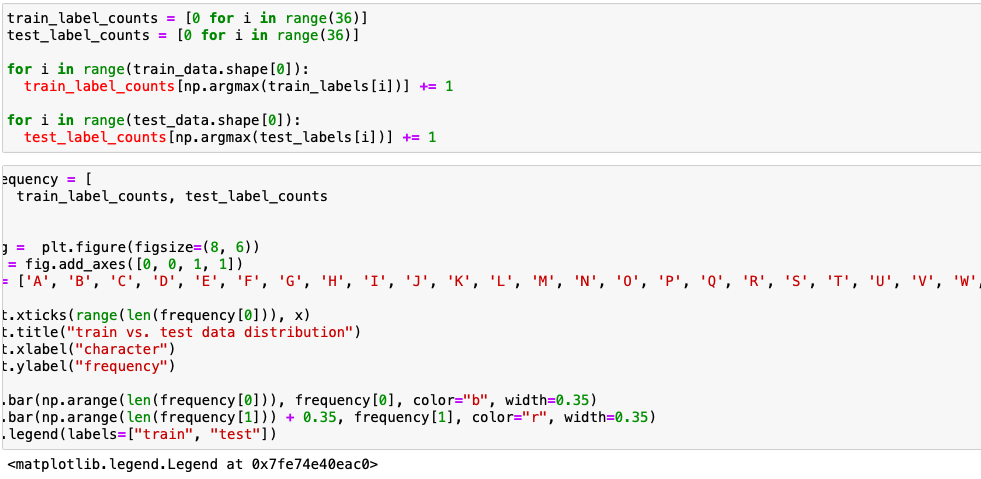 train_label_counts = [0 for i in range(36)]
test_label_counts = [0 for i in range(36)]
for i in range(train_data.shape[0]):
train_label_counts[np.argmax(train_labels[i])] += 1
for i in range(test_data.shape[0]):
test_label_counts[np.argmax(test_labels[i])] += 1
equency = [
train_label_counts, test_label_counts
g = plt.figure(figsize=(8, 6))
= fig.add_axes([0, 0, 1, 1])
= ['A', 'B', 'C', 'D', 'E', 'F', 'G', 'H', 'I', 'J', 'K', 'L', 'M', 'N', 'O', 'P', 'Q', 'R', 'S', 'T', 'U', 'V', 'W',
t.xticks(range(len(frequency[0])), x)
t.title("train vs. test data distribution")
t.xlabel("character")
t.ylabel("frequency")
.bar(np.arange(len(frequency[0])), frequency[0], color="b", width=0.35)
.bar(np.arange(len(frequency[1])) + 0.35, frequency[1], color="r", width=0.35)
.legend(labels=["train", "test"])
<matplotlib.legend.Legend at 0x7fe74e40eac0>